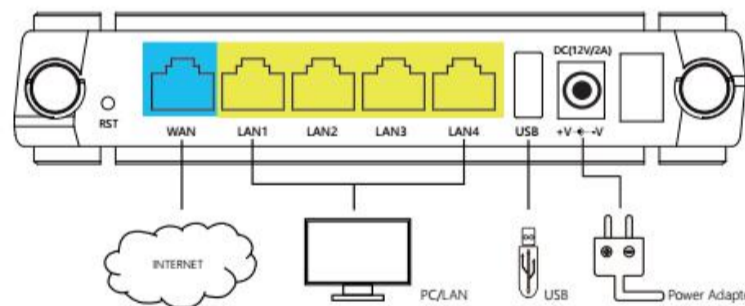 DC(12V/2A)
RST
WAN LAN1 LAN2 LAN3 LAN4 USB +V -V
INTERNET
PC/LAN
USB
Power Adapt